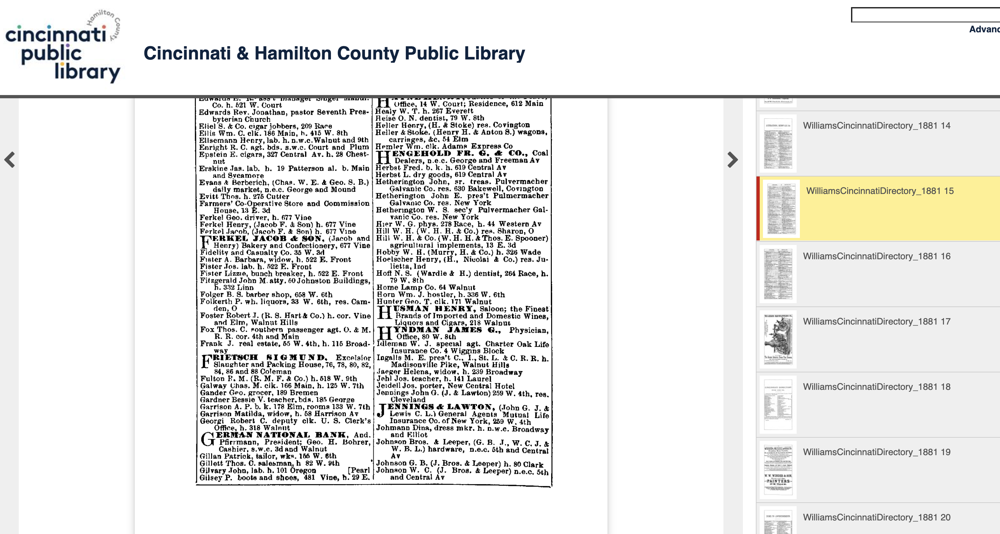 Hamilton County
cincinnati
public
library
Cincinnati & Hamilton County Public Library
Advanc
Edwards E. R. ass't manager Singer Manuf.
Co. h. 521 W. Court
Edwards Rev. Jonathan, pastor Seventh Pres-
byterian Church
Eliel S. & Co. cigar jobbers, 209 Race
Ellis Wm. C. clk. 186 Main, h. 415 W. 8th
Ellsemann Henry, lab. h. n.w.c. Walnut and 9th
Enright R. C. agt. bds. s.w.c. Court and Plum
Epstein E. cigars, 327 Central Av. h. 28 Chest-
nut
Erskine Jas. lab. h. 19 Patterson al. b. Main
and Sycamore
Evans & Berberich, (Chas. W. E. & Geo. S. B.)
daily market, n.e.c. George and Mound
Evitt Thos. h. 275 Cutter
Farmers' Co-Operative Store and Commission
House, 13 E. 3d
Ferkel Geo. driver, h. 677 Vine
Ferkel Henry, (Jacob F. & Son) h. 677 Vine
Ferkel Jacob, (Jacob F. & Son) h. 677 Vine
FERKEL JACOB & SON, (Jacob and
Henry) Bakery and Confectionery, 677 Vine
Fidelity and Casualty Co. 35 W. 3d
Fister A. Barbara, widow, h. 522 E. Front
Fister Jos. lab. h. 522 E. Front
Fister Lizzie, bunch breaker, h. 522 E. Front
Fitzgerald John M. atty. 60 Johnston Buildings,
h. 332 Linn
Folger B. S. barber shop, 658 W. 6th
Folkerth P. wh. liquors, 33 W. 6th, res. Cam-
den, O
Foster Robert J. (R. S. Hart & Co.) h. cor. Vine
and Elm, Walnut Hills
Fox Thos. C. southern passenger agt. O. & M.
R. R. cor. 4th and Main
Frank J. real estate, 55 W. 4th, h. 115 Broad-
way
FRIETSCH SIGMUND, Excelsior
Slaughter and Packing House, 76, 78, 80, 82,
84, 86 and 88 Coleman
Fulton R. M. (R. M. F. & Co.) h. 518 W. 9th
Galway Chas. M. clk. 166 Main, h. 125 W. 7th
Gander Geo. grocer, 189 Bremen
Gardner Bessie V. teacher, bds. 185 George
Garrison A. P. b. k. 178 Elm, rooms 133 W. 7th
Garrison Matilda, widow, h. 58 Harrison Av
Georgi Robert C. deputy clk. U. S. Clerk's
Office, h. 318 Walnut
GERMAN NATIONAL BANK, And.
Pfirrmann, President; Geo. H. Bohrer,
Cashier, s.w.c. 3d and Walnut
Gillan Patrick, tailor, wks. 155 W. 6th
Gillett Thos. C. salesman, h 82 W. 9th
Gilvary John, lab. h. 101 Oregon [Pearl
Gilsey P. boots and shoes, 481 Vine, h. 29 E.
Office, 14 W. Court; Residence, 612 Main
Healy W. T. h. 267 Everett
Heise O. N. dentist, 79 W. 8th
Heller Henry, (H. & Stoke) res. Covington
Heller & Stoke. (Henry H. & Anton S.) wagons,
carriages, &c. 54 Elm
Hemler Wm. clk. Adams Express Co
HENGEHOLD FR. G. & CO., Coal
Dealers, n.e.c. George and Freeman Av
Herbst Fred. b. k. h. 619 Central Av
Herbst L. dry goods, 619 Central Av
Hetherington John, sr. treas. Pulvermacher
Galvanic Co. res. 630 Bakewell, Covington
Hetherington John E. pres't Pulmermacher
Galvanic Co. res. New York
Hetherington W. S. sec'y Pulvermacher Gal-
vanic Co. res. New York
Hier W. G. phys. 278 Race, h. 44 Western Av
Hill W. H. (W. H. H. & Co.) res. Sharon, O
Hill W. H. & Co. (W. H. H. & Thos. E. Spooner)
agricultural implements, 13 E. 3d
Hobby W. H. (Murry, H. & Co.) h. 326 Wade
Hoelscher Henry, (H., Nicolai & Co.) res. Ju-
lietta, Ind
Hoff N. S. (Wardle & H.) dentist, 264 Race, h.
79 W. 8th
Home Lamp Co. 64 Walnut
Horn Wm. J. hostler, h. 336 W. 6th
Hunter Geo. T. clk. 171 Walnut
HUSMAN HENRY, Saloon; the Finest
Brands of Imported and Domestic Wines,
Liquors and Cigars, 218 Walnut
HYNDMAN JAMES G., Physician,
Office, 80 W. 8th
Idleman W. J. special agt. Charter Oak Life
Insurance Co. 4 Wiggins Block
Ingalls M. E. pres't C., I., St. L. & C. R. R. h.
Madisonville Pike, Walnut Hills
Jaeger Helena, widow, h. 239 Broadway
Jehl Jos. teacher, h. 141 Laurel
Jeidell Jos. porter, New Central Hotel
Jennings John G. (J. & Lawton) 259 W. 4th, res.
Cleveland
JENNINGS & LAWTON, (John G. J. &
Lewis C. L.) General Agents Mutual Life
Insurance Co. of New York, 259 W. 4th
Johmann Dina, dress mkr. h. n.w.c. Broadway
and Elliot
Johnson Bros. & Leeper, (G. B. J., W. C. J. &
W. B. L.) hardware, n.e.c. 5th and Central
Av
Johnson G. B. (J. Bros. & Leeper) h. 80 Clark
Johnson W. C. (J. Bros. & Leeper) n.e.c. 5th
and Central Av
WilliamsCincinnatiDirectory_1881 14
WilliamsCincinnatiDirectory_1881 15
WilliamsCincinnatiDirectory_1881 16
WilliamsCincinnatiDirectory_1881 17
WilliamsCincinnatiDirectory_1881 18
WilliamsCincinnatiDirectory_1881 19
W. W. WINDER & SON,
PAINTERS
WilliamsCincinnatiDirectory_1881 20